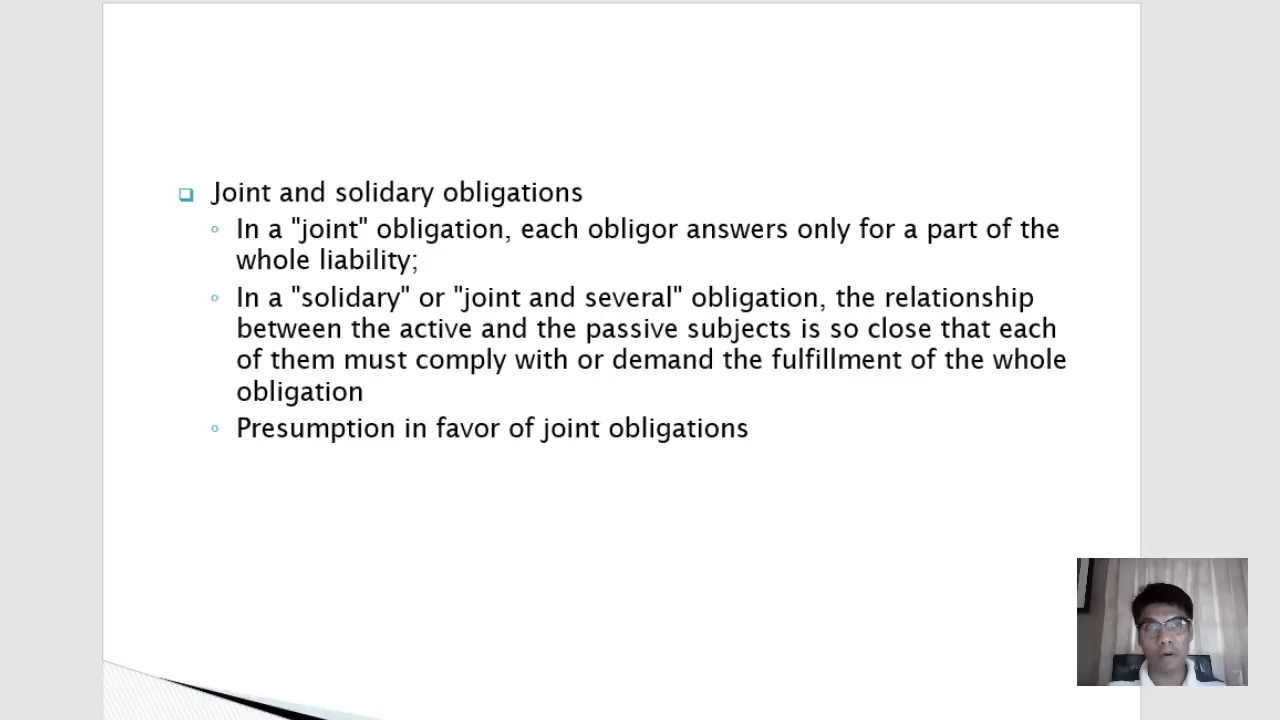 Joint and solidary obligations
In a "joint" obligation, each obligor answers only for a part of the
whole liability;
In a "solidary" or "joint and several" obligation, the relationship
between the active and the passive subjects is so close that each
of them must comply with or demand the fulfillment of the whole
obligation
Presumption in favor of joint obligations